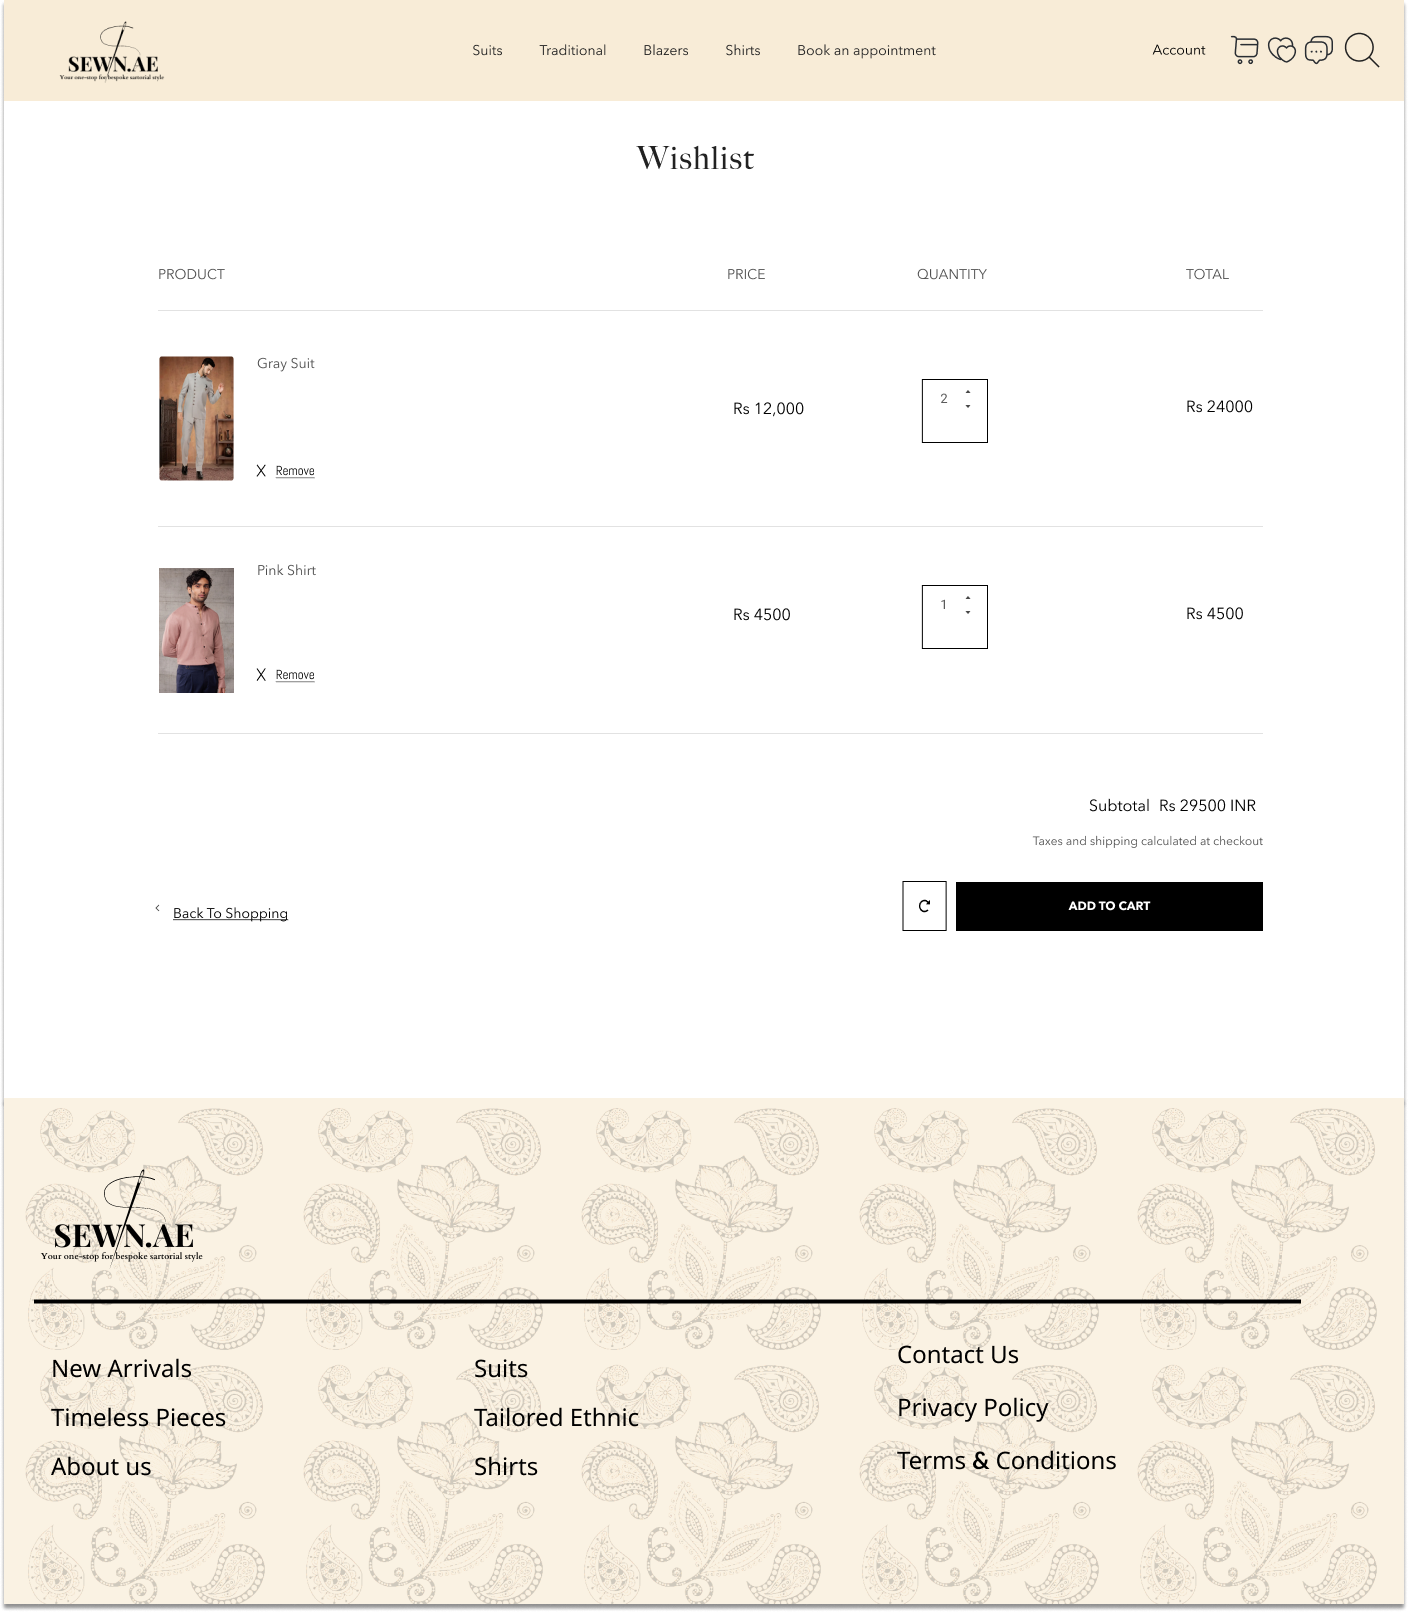 SEWN.AE
Your one-stop for bespoke sartorial style
Suits Traditional Blazers Shirts Book an appointment
Account
Wishlist
PRODUCT PRICE QUANTITY TOTAL
Gray Suit
Rs 12,000 2 Rs 24000
X Remove
Pink Shirt
Rs 4500 1 Rs 4500
X Remove
Subtotal Rs 29500 INR
Taxes and shipping calculated at checkout
Back To Shopping
ADD TO CART
SEWN.AE
Your one-stop for bespoke sartorial style
New Arrivals
Timeless Pieces
About us
Suits
Tailored Ethnic
Shirts
Contact Us
Privacy Policy
Terms & Conditions